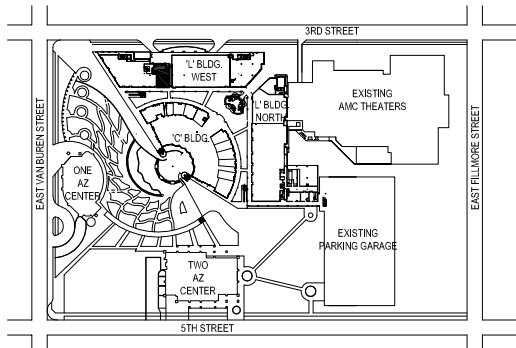 3RD STREET
'L' BLDG.
WEST
EXISTING
AMC THEATERS
'L' BLDG.
NORTH
'C' BLDG.
EAST VAN BUREN STREET
EAST FILLMORE STREET
ONE
AZ
CENTER
EXISTING
PARKING GARAGE
TWO
AZ
CENTER
5TH STREET